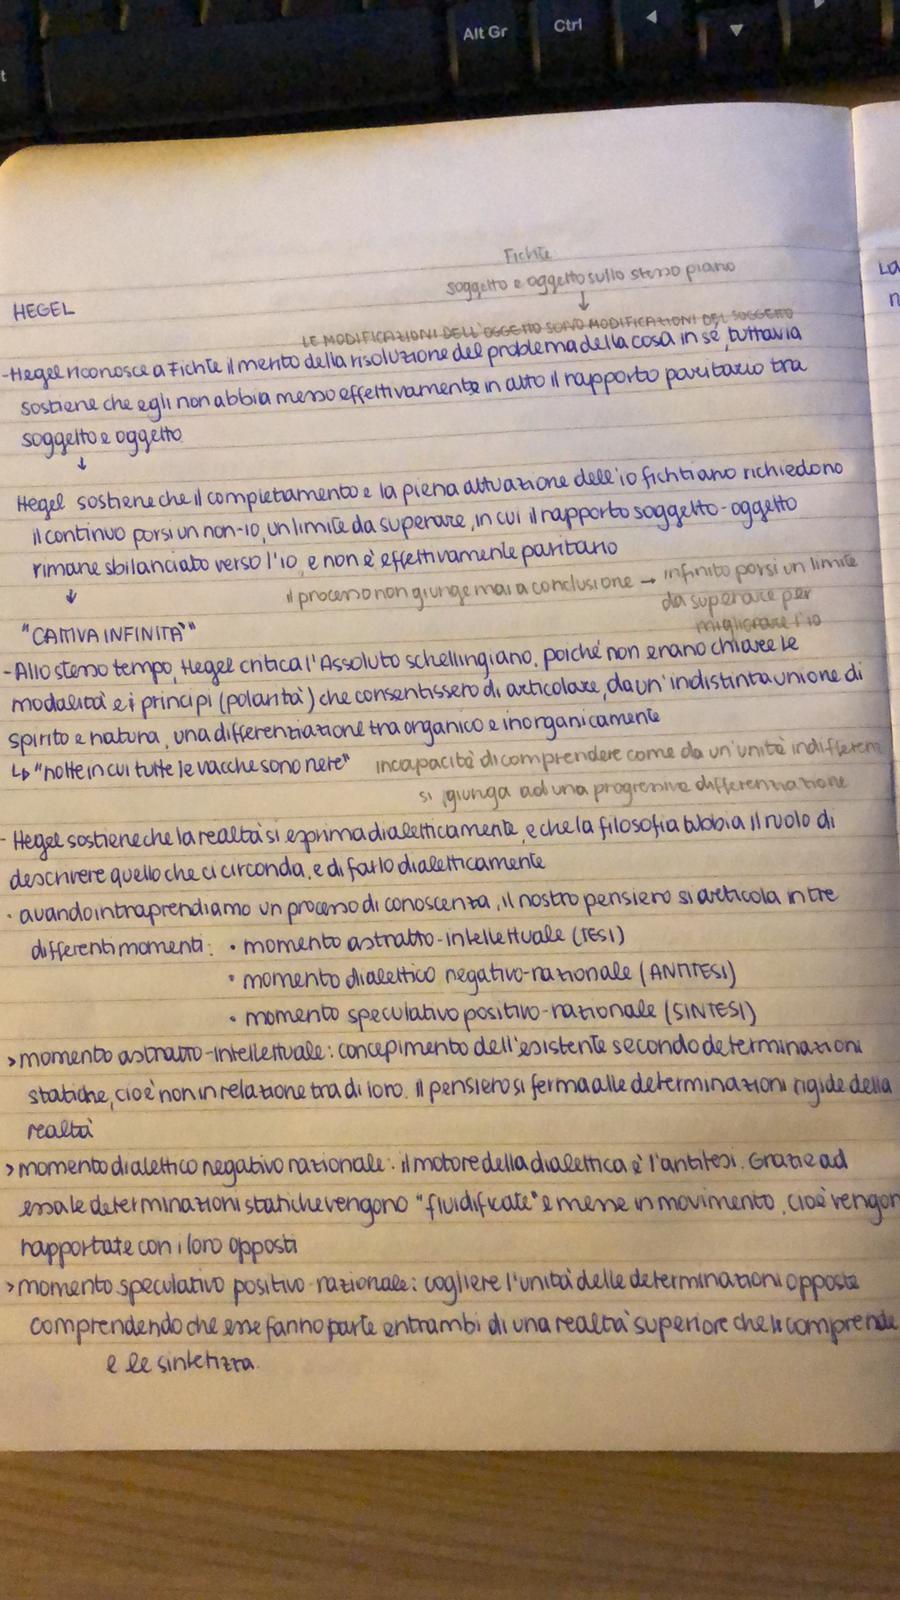 Alt Gr
Ctrl
Fichte
soggetto e oggetto sullo stesso piano
↓
HEGEL
LE MODIFICAZIONI DELL'OGGETTO SONO MODIFICAZIONI DEL SOGGETTO
-Hegel riconosce a Fichte il merito della risoluzione del problema della cosa in sé, tuttavia
sostiene che egli non abbia messo effettivamente in atto il rapporto paritario tra
soggetto e oggetto
↓
Hegel sostiene che il completamento e la piena attuazione dell'io fichtiano richiedono
il continuo porsi un non-io, un limite da superare, in cui il rapporto soggetto-oggetto
rimane sbilanciato verso l'io, e non è effettivamente paritario
↓
il processo non giunge mai a conclusione → infinito porsi un limite
da superare per
migliorare l'io
"CATTIVA INFINITÀ"
-Allo stesso tempo, Hegel critica l'Assoluto schellingiano, poiché non erano chiare le
modalità e i principi (polarità) che consentissero di articolare, da un'indistinta unione di
spirito e natura, una differenziazione tra organico e inorganicamente
↳ "notte in cui tutte le vacche sono nere" incapacità di comprendere come da un'unità indifferen
si giunga ad una progressiva differenziazione
- Hegel sostiene che la realtà si esprima dialetticamente, e che la filosofia abbia il ruolo di
descrivere quello che ci circonda, e di farlo dialetticamente
· quando intraprendiamo un processo di conoscenza, il nostro pensiero si articola in tre
differenti momenti: · momento astratto-intellettuale (TESI)
· momento dialettico negativo-razionale (ANTITESI)
· momento speculativo positivo-razionale (SINTESI)
> momento astratto-intellettuale: concepimento dell'esistente secondo determinazioni
statiche, cioè non in relazione tra di loro. Il pensiero si ferma alle determinazioni rigide della
realtà
> momento dialettico negativo razionale: il motore della dialettica è l'antitesi. Grazie ad
essa le determinazioni statiche vengono "fluidificate" e messe in movimento, cioè vengon
rapportate con i loro opposti
> momento speculativo positivo-razionale: cogliere l'unità delle determinazioni opposte
comprendendo che esse fanno parte entrambi di una realtà superiore che le comprende
e le sintetizza.